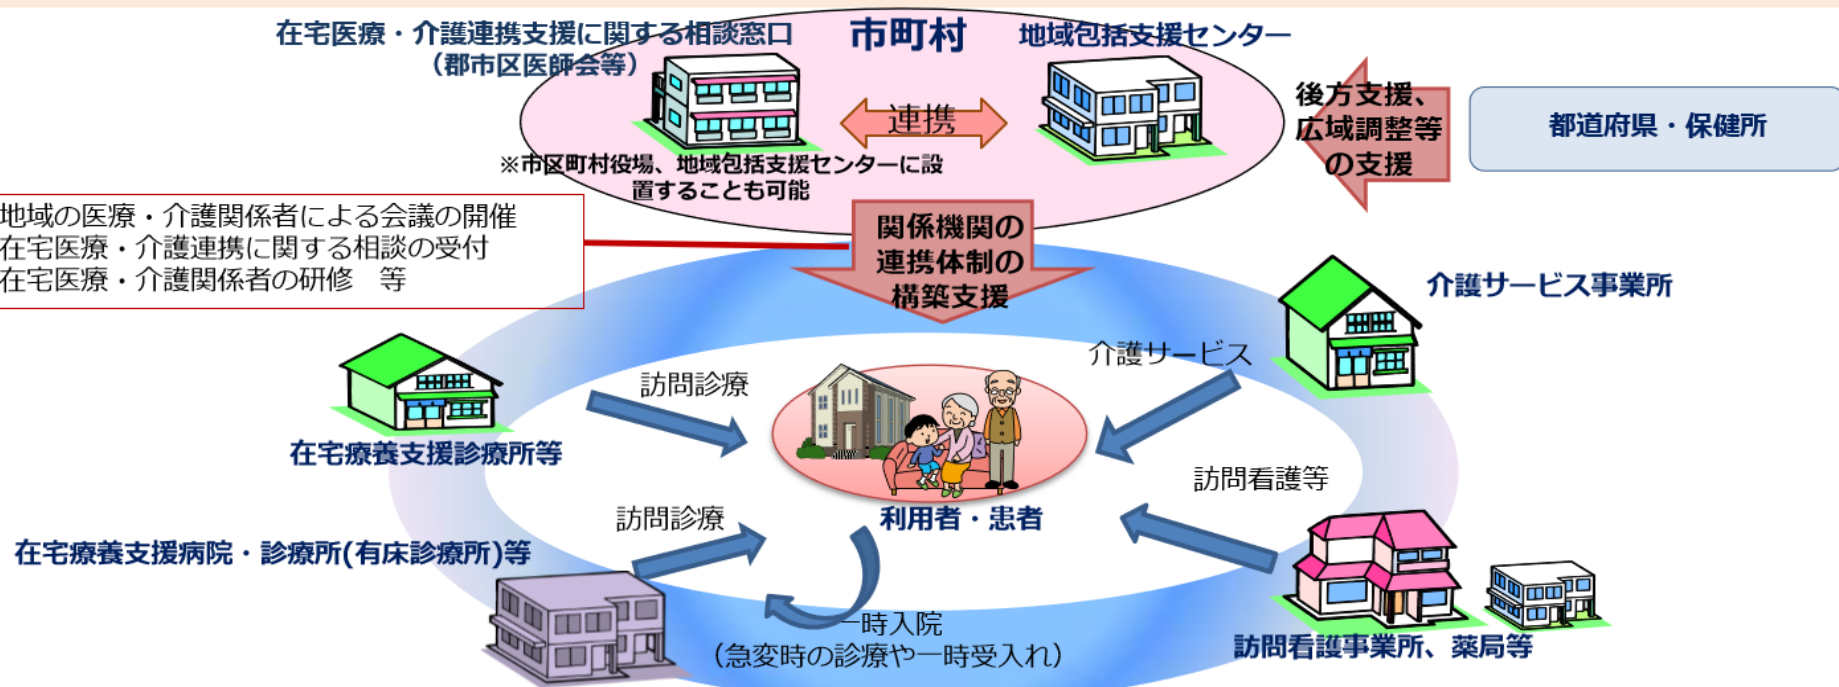 在宅医療・介護連携支援に関する相談窓口
（郡市区医師会等）
市町村
地域包括支援センター
連携
※市区町村役場、地域包括支援センターに設
置することも可能
後方支援、
広域調整等
の支援
都道府県・保健所
地域の医療・介護関係者による会議の開催
在宅医療・介護連携に関する相談の受付
在宅医療・介護関係者の研修　等
関係機関の
連携体制の
構築支援
介護サービス事業所
介護サービス
訪問診療
在宅療養支援診療所等
利用者・患者
訪問看護等
訪問診療
在宅療養支援病院・診療所(有床診療所)等
一時入院
（急変時の診療や一時受入れ）
訪問看護事業所、薬局等